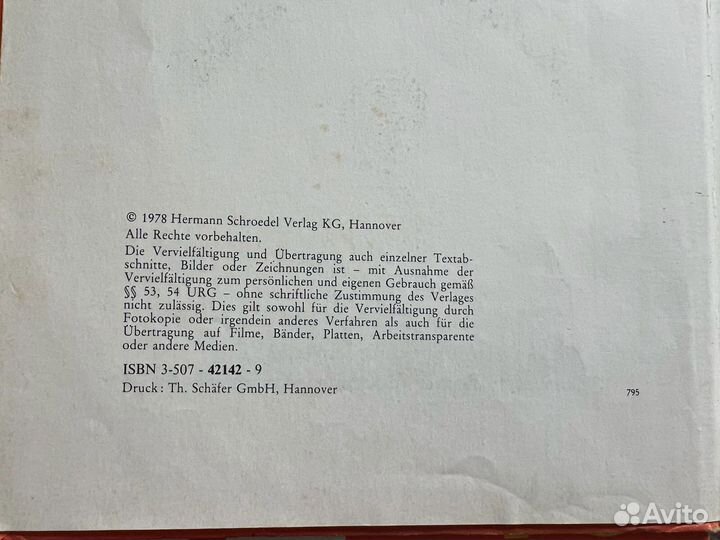 © 1978 Hermann Schroedel Verlag KG, Hannover
Alle Rechte vorbehalten.
Die Vervielfältigung und Übertragung auch einzelner Textab-
schnitte, Bilder oder Zeichnungen ist – mit Ausnahme der
Vervielfältigung zum persönlichen und eigenen Gebrauch gemäß
§§ 53, 54 URG – ohne schriftliche Zustimmung des Verlages
nicht zulässig. Dies gilt sowohl für die Vervielfältigung durch
Fotokopie oder irgendein anderes Verfahren als auch für die
Übertragung auf Filme, Bänder, Platten, Arbeitstransparente
oder andere Medien.
ISBN 3-507 - 42142 - 9
Druck: Th. Schäfer GmbH, Hannover
795
Avito